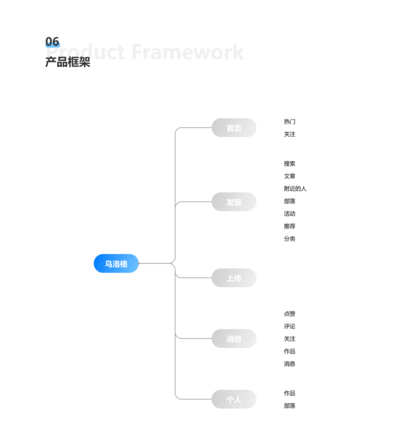 06
Product Framework
产品框架
首页
热门
关注
发现
搜索
文章
附近的人
部落
活动
推荐
分类
乌洛格
上传
消息
点赞
评论
关注
作品
消息
个人
作品
部落